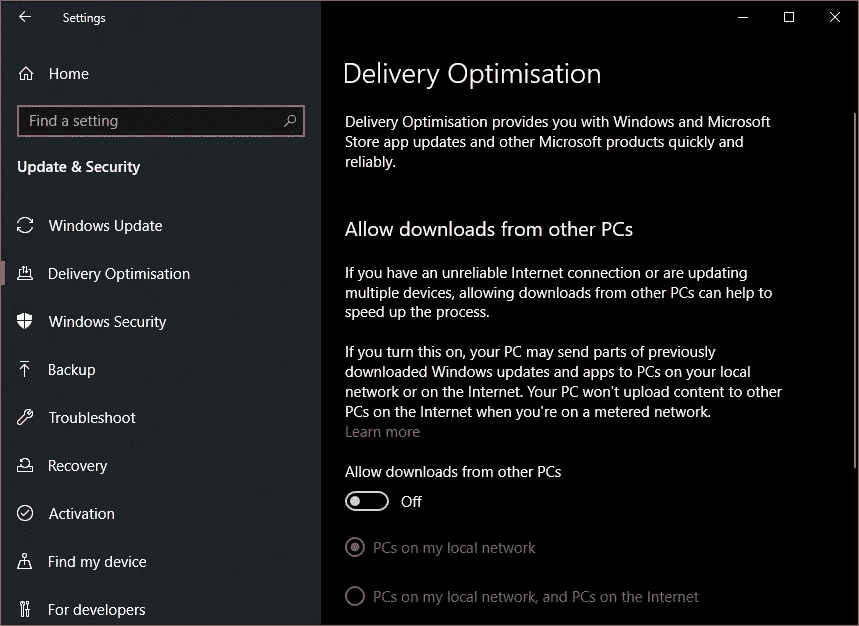 Settings
Home
Find a setting
Update & Security
Windows Update
Delivery Optimisation
Windows Security
Backup
Troubleshoot
Recovery
Activation
Find my device
For developers
Delivery Optimisation
Delivery Optimisation provides you with Windows and Microsoft
Store app updates and other Microsoft products quickly and
reliably.
Allow downloads from other PCs
If you have an unreliable Internet connection or are updating
multiple devices, allowing downloads from other PCs can help to
speed up the process.
If you turn this on, your PC may send parts of previously
downloaded Windows updates and apps to PCs on your local
network or on the Internet. Your PC won't upload content to other
PCs on the Internet when you're on a metered network.
Learn more
Allow downloads from other PCs
Off
PCs on my local network
PCs on my local network, and PCs on the Internet